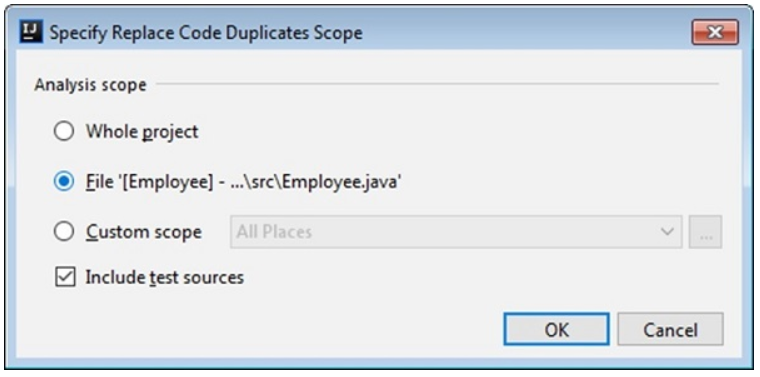 IJ Specify Replace Code Duplicates Scope
Analysis scope
Whole project
File '[Employee] - ...\src\Employee.java'
Custom scope All Places ...
Include test sources
OK Cancel